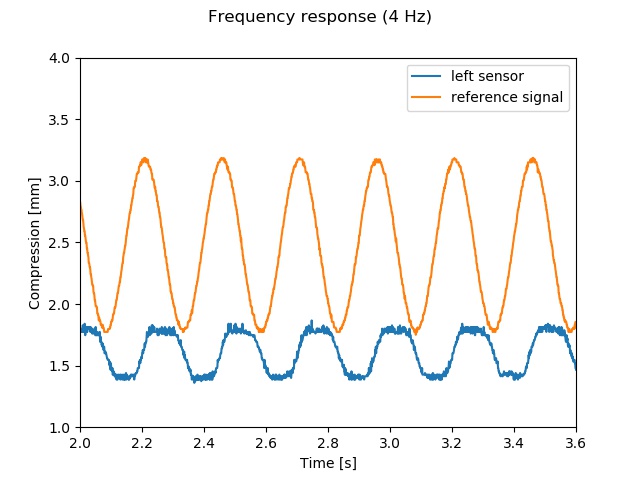 Frequency response (4 Hz)
4.0
3.5
3.0
2.5
2.0
1.5
1.0
Compression [mm]
left sensor
reference signal
2.0 2.2 2.4 2.6 2.8 3.0 3.2 3.4 3.6
Time [s]